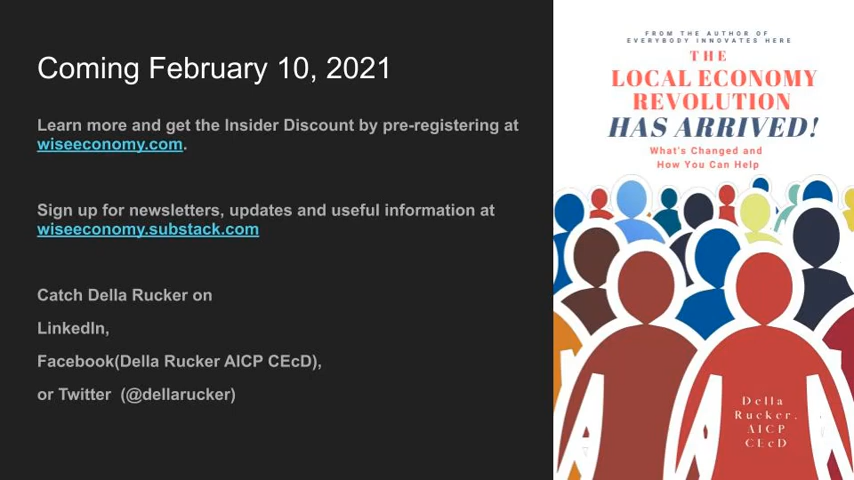 Coming February 10, 2021
Learn more and get the Insider Discount by pre-registering at
wiseeconomy.com.
Sign up for newsletters, updates and useful information at
wiseeconomy.substack.com
Catch Della Rucker on
LinkedIn,
Facebook(Della Rucker AICP CEcD),
or Twitter (@dellarucker)
FROM THE AUTHOR OF
EVERYBODY INNOVATES HERE
THE
LOCAL ECONOMY
REVOLUTION
HAS ARRIVED!
What's Changed and
How You Can Help
Della
Rucker,
AICP
CEcD